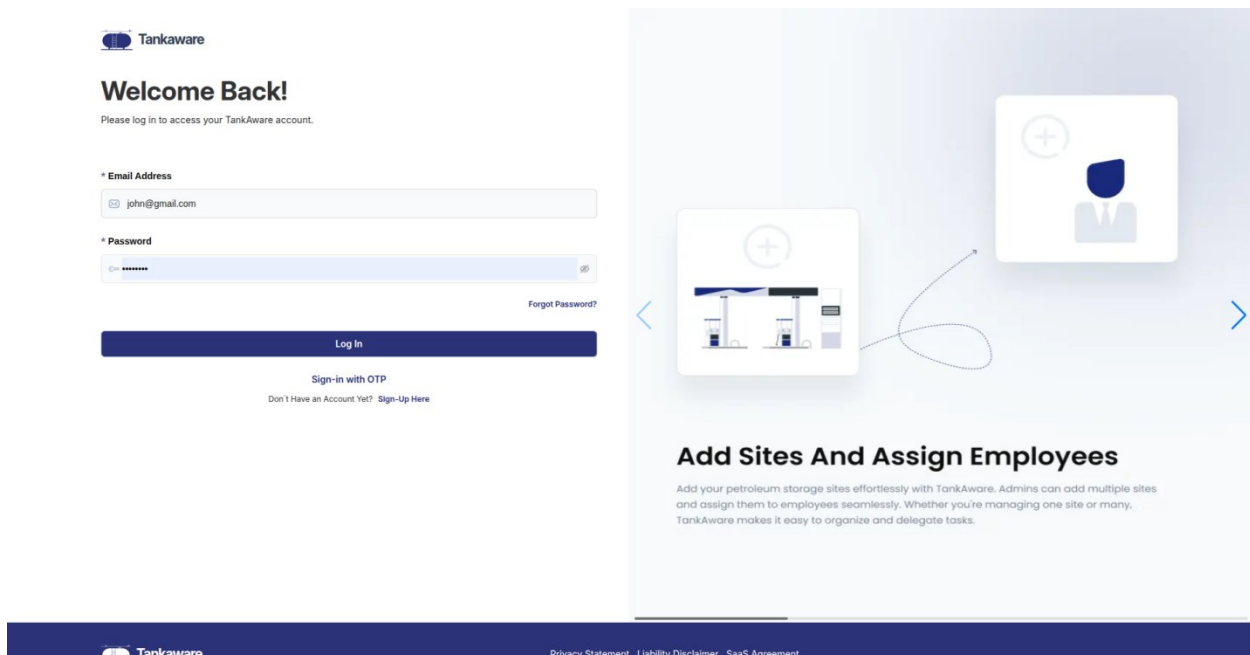 Tankaware
Welcome Back!
Please log in to access your TankAware account.
* Email Address
john@gmail.com
* Password
••••••••
Forgot Password?
Log In
Sign-in with OTP
Don`t Have an Account Yet? Sign-Up Here
Add Sites And Assign Employees
Add your petroleum storage sites effortlessly with TankAware. Admins can add multiple sites
and assign them to employees seamlessly. Whether you're managing one site or many,
TankAware makes it easy to organize and delegate tasks.
Tankaware
Privacy Statement Liability Disclaimer SaaS Agreement